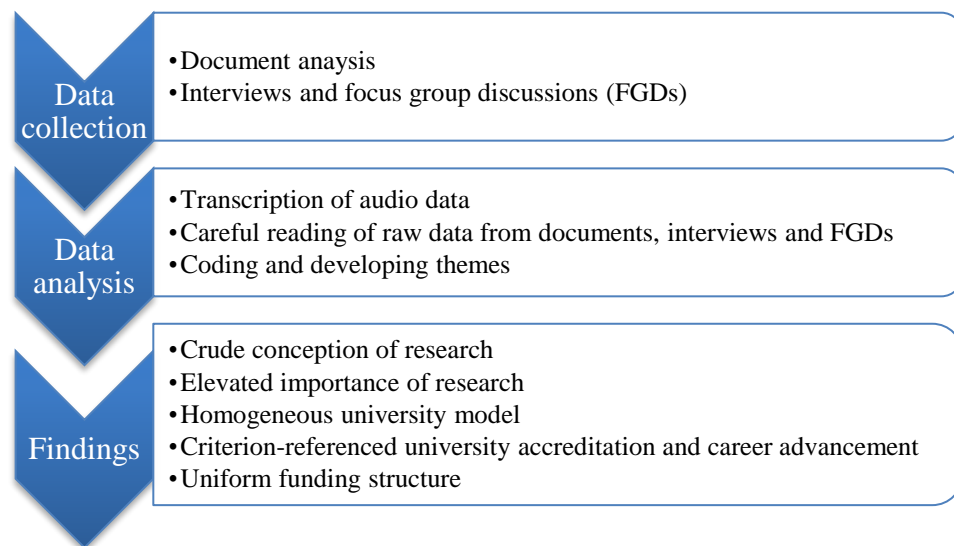 Data
collection
•Document anaysis
•Interviews and focus group discussions (FGDs)
Data
analysis
•Transcription of audio data
•Careful reading of raw data from documents, interviews and FGDs
•Coding and developing themes
Findings
•Crude conception of research
•Elevated importance of research
•Homogeneous university model
•Criterion-referenced university accreditation and career advancement
•Uniform funding structure